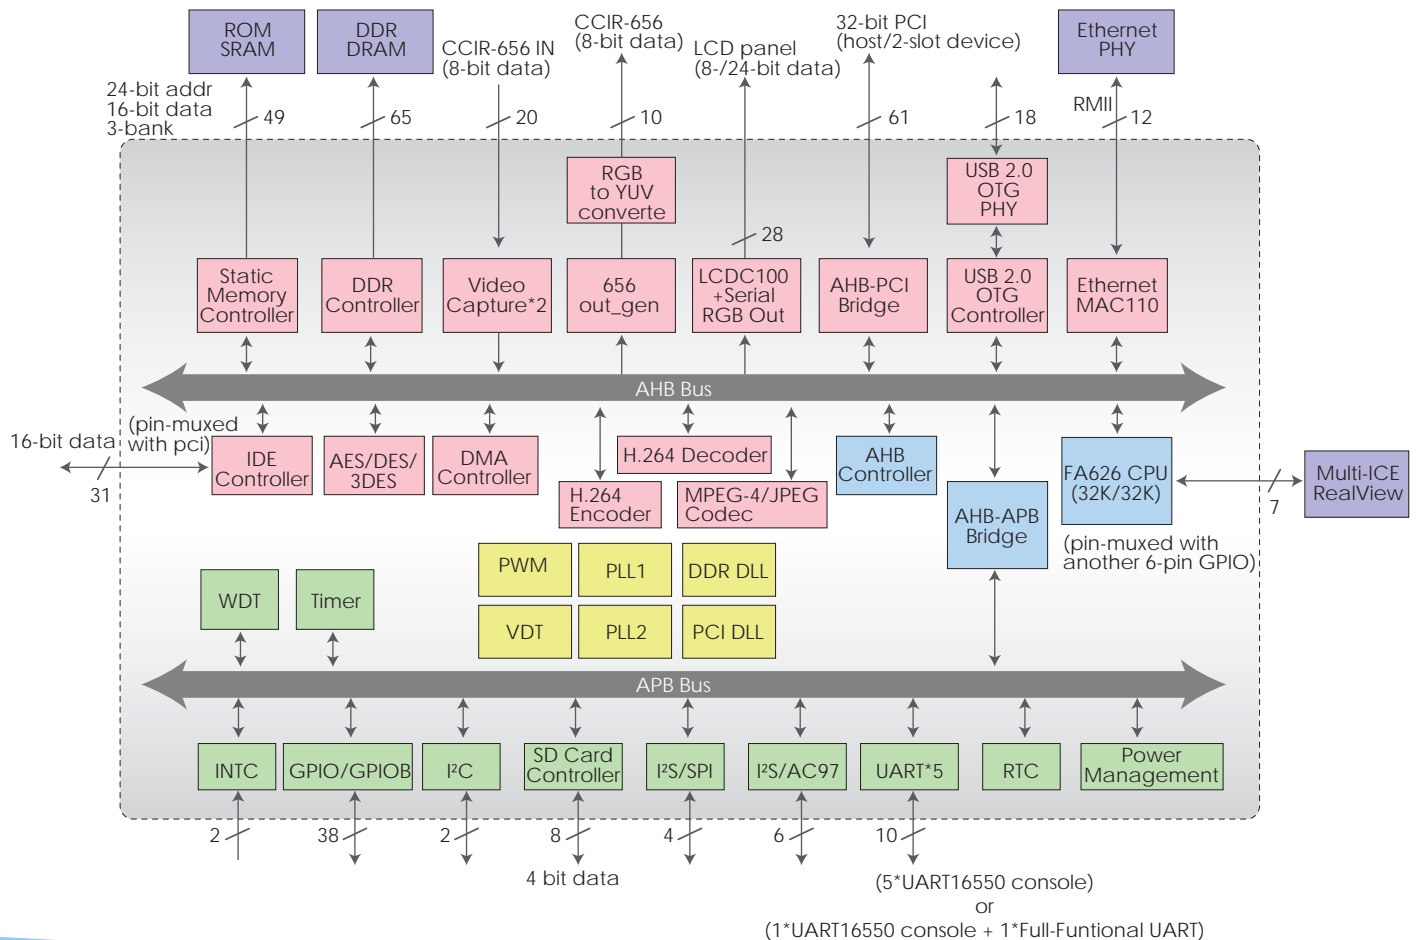 ROM
SRAM
DDR
DRAM
CCIR-656 IN
(8-bit data)
CCIR-656
(8-bit data)
LCD panel
(8-/24-bit data)
32-bit PCI
(host/2-slot device)
Ethernet
PHY
24-bit addr
16-bit data
3-bank
49
65
20
10
61
18
RMII
12
RGB
to YUV
converte
USB 2.0
OTG
PHY
28
Static
Memory
Controller
DDR
Controller
Video
Capture*2
656
out_gen
LCDC100
+Serial
RGB Out
AHB-PCI
Bridge
USB 2.0
OTG
Controller
Ethernet
MAC110
AHB Bus
16-bit data
31
(pin-muxed
with pci)
IDE
Controller
AES/DES/
3DES
DMA
Controller
H.264
Encoder
H.264 Decoder
MPEG-4/JPEG
Codec
AHB
Controller
AHB-APB
Bridge
FA626 CPU
(32K/32K)
7
Multi-ICE
RealView
(pin-muxed with
another 6-pin GPIO)
PWM
PLL1
DDR DLL
VDT
PLL2
PCI DLL
WDT
Timer
APB Bus
INTC
GPIO/GPIOB
I²C
SD Card
Controller
I²S/SPI
I²S/AC97
UART*5
RTC
Power
Management
2
38
2
8
4
6
10
4 bit data
(5*UART16550 console)
or
(1*UART16550 console + 1*Full-Funtional UART)